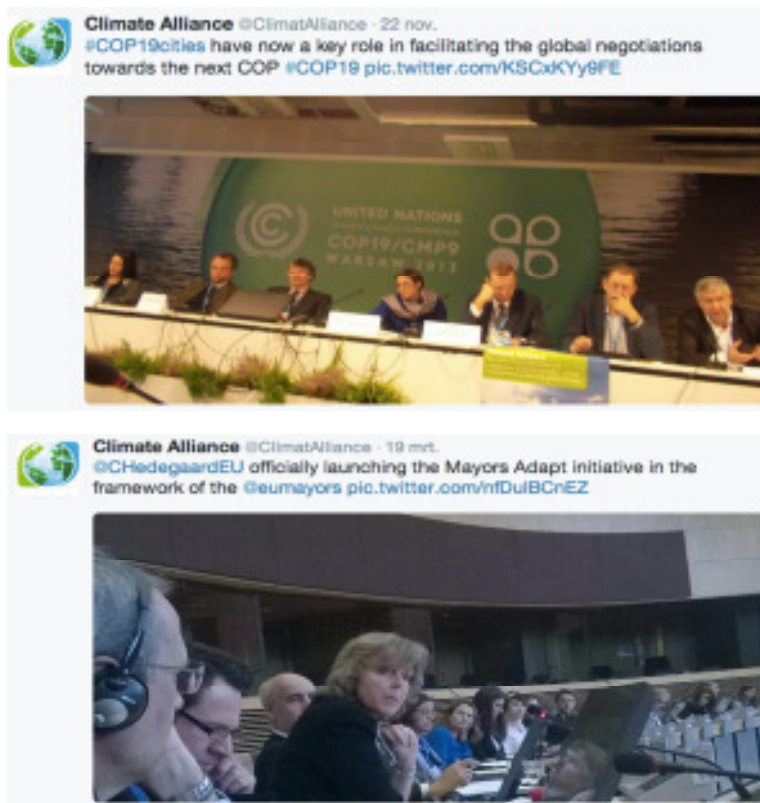 Climate Alliance @ClimatAlliance · 22 nov.
#COP19cities have now a key role in facilitating the global negotiations
towards the next COP #COP19 pic.twitter.com/KSCxKYy9FE
UNITED NATIONS
COP19/CMP9
WARSAW 2013
Climate Alliance @ClimatAlliance · 19 mrt.
@CHedegaardEU officially launching the Mayors Adapt initiative in the
framework of the @eumayors pic.twitter.com/nfDuIBCnEZ